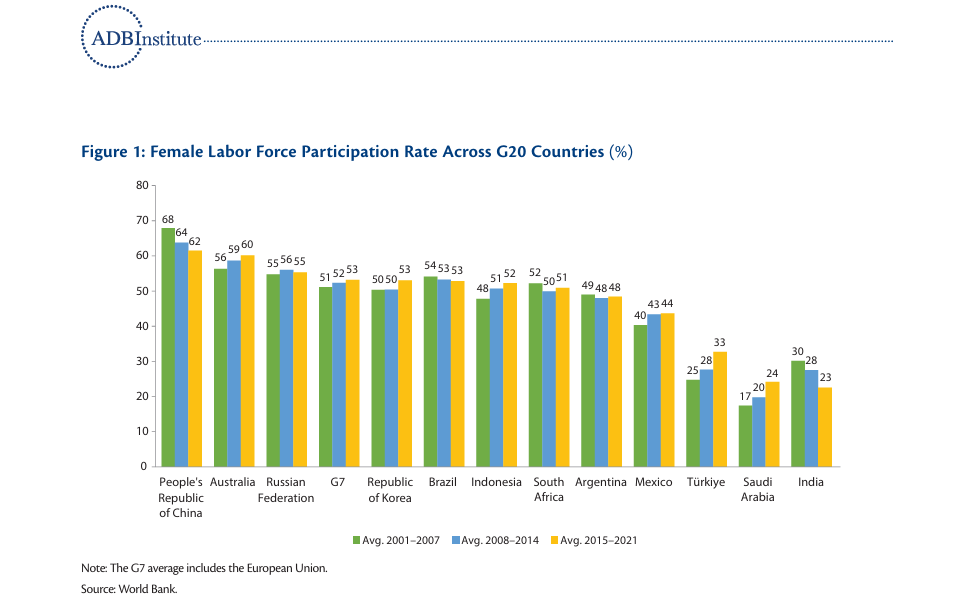 ADBInstitute
Figure 1: Female Labor Force Participation Rate Across G20 Countries (%)
80
70
60
50
40
30
20
10
0
68 64 62
56 59 60
55 56 55
51 52 53
50 50 53
54 53 53
48 51 52
52 50 51
49 48 48
40 43 44
25 28 33
17 20 24
30 28 23
People's Republic of China
Australia
Russian Federation
G7
Republic of Korea
Brazil
Indonesia
South Africa
Argentina
Mexico
Türkiye
Saudi Arabia
India
Avg. 2001–2007 Avg. 2008–2014 Avg. 2015–2021
Note: The G7 average includes the European Union.
Source: World Bank.